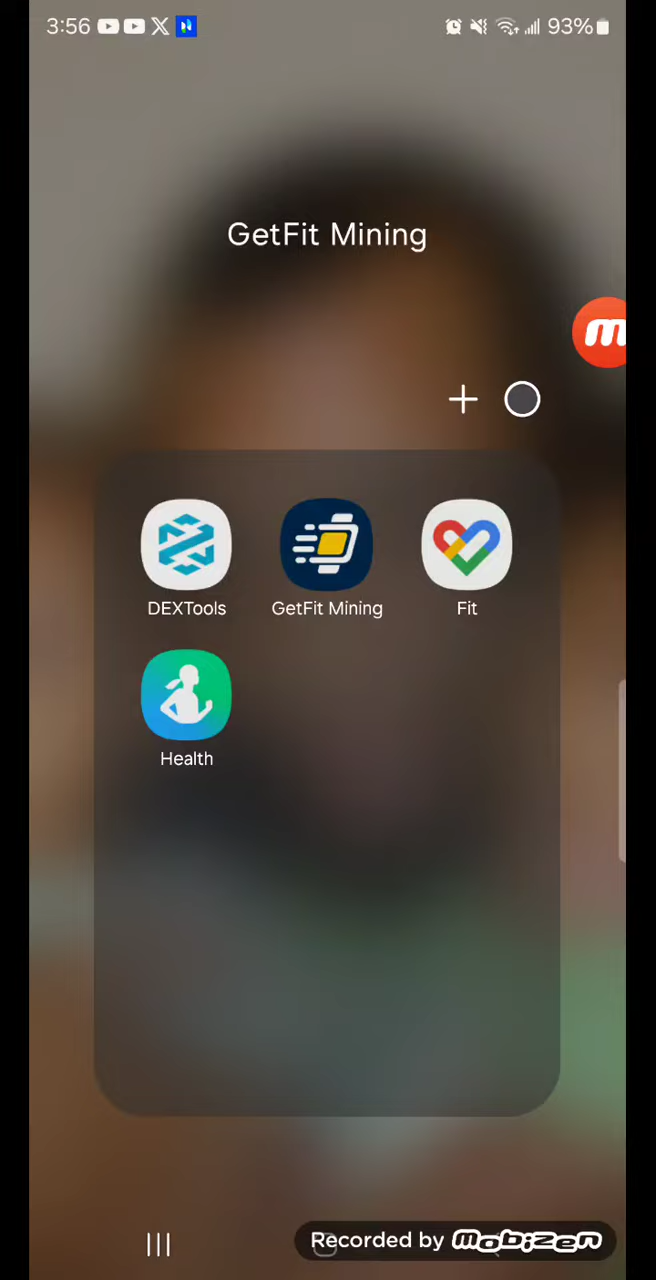 3:56 93%
GetFit Mining
m
DEXTools GetFit Mining Fit
Health
Recorded by mobizen